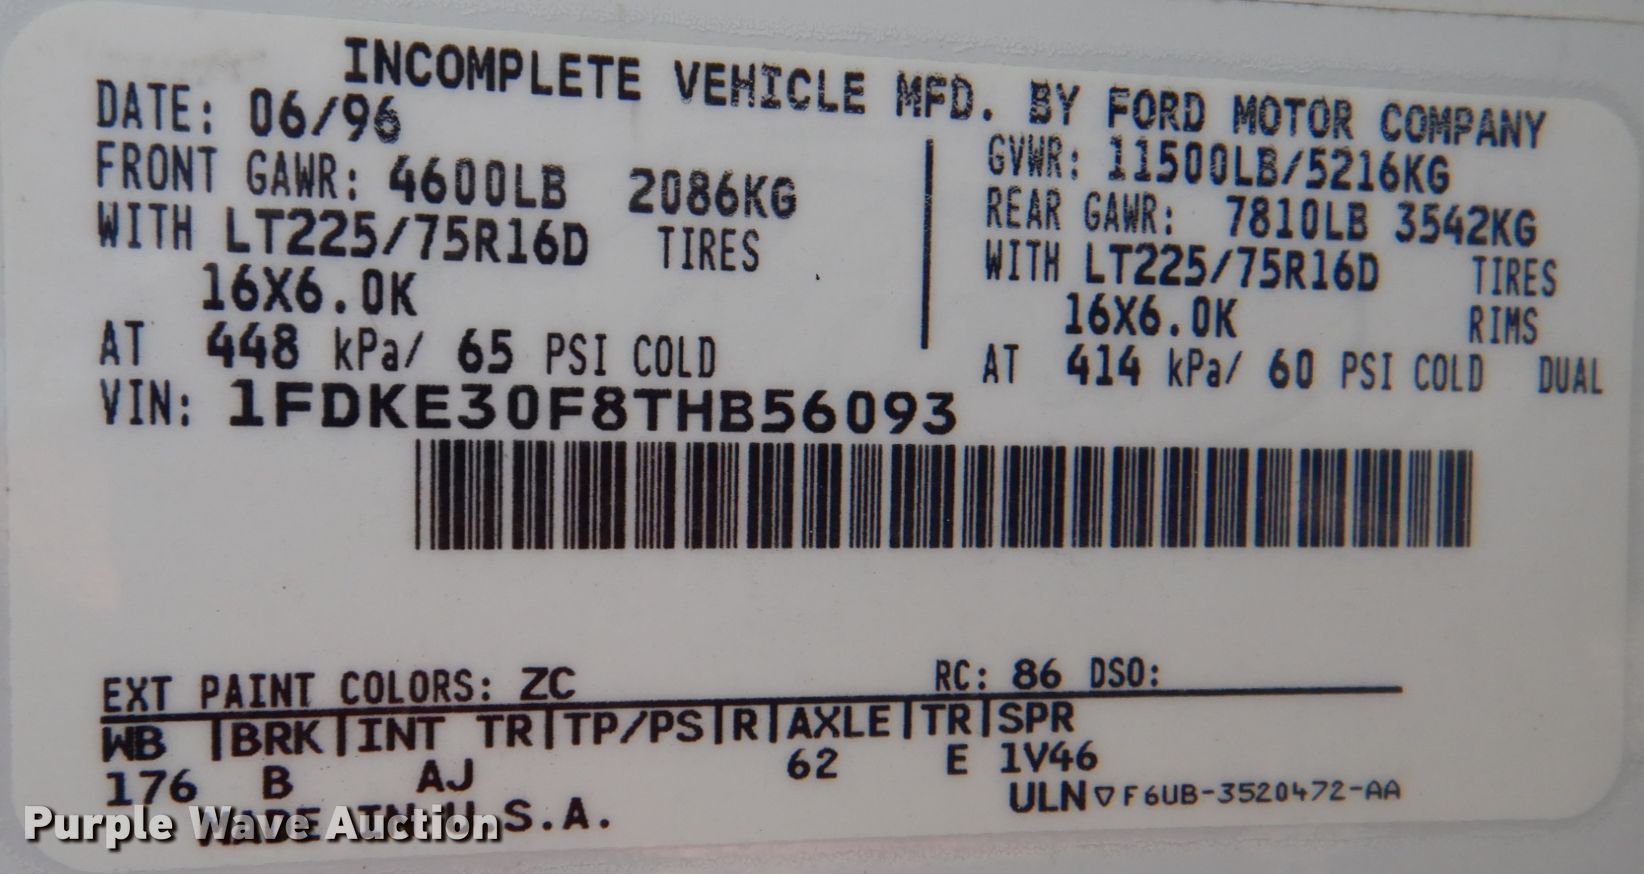 INCOMPLETE VEHICLE MFD. BY FORD MOTOR COMPANY
DATE: 06/96
FRONT GAWR: 4600LB 2086KG
WITH LT225/75R16D TIRES
16X6.0K
AT 448 kPa/ 65 PSI COLD
GVWR: 11500LB/5216KG
REAR GAWR: 7810LB 3542KG
WITH LT225/75R16D TIRES
16X6.0K RIMS
AT 414 kPa/ 60 PSI COLD DUAL
VIN: 1FDKE30F8THB56093
EXT PAINT COLORS: ZC RC: 86 DSO:
WB |BRK|INT TR|TP/PS|R|AXLE|TR|SPR
176 B AJ 62 E 1V46
MADE IN U.S.A.
ULN ▽ F6UB-3520472-AA
Purple Wave Auction